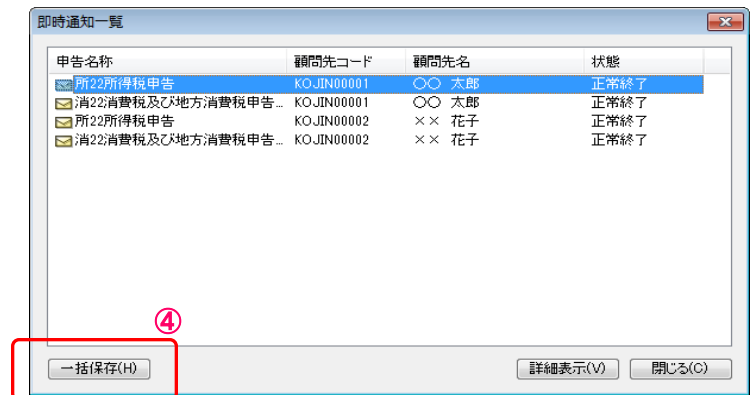 即時通知一覧
申告名称 顧問先コード 顧問先名 状態
所22所得税申告 KOJIN00001 〇〇 太郎 正常終了
消22消費税及び地方消費税申告... KOJIN00001 〇〇 太郎 正常終了
所22所得税申告 KOJIN00002 ×× 花子 正常終了
消22消費税及び地方消費税申告... KOJIN00002 ×× 花子 正常終了
④
一括保存(H) 詳細表示(V) 閉じる(C)